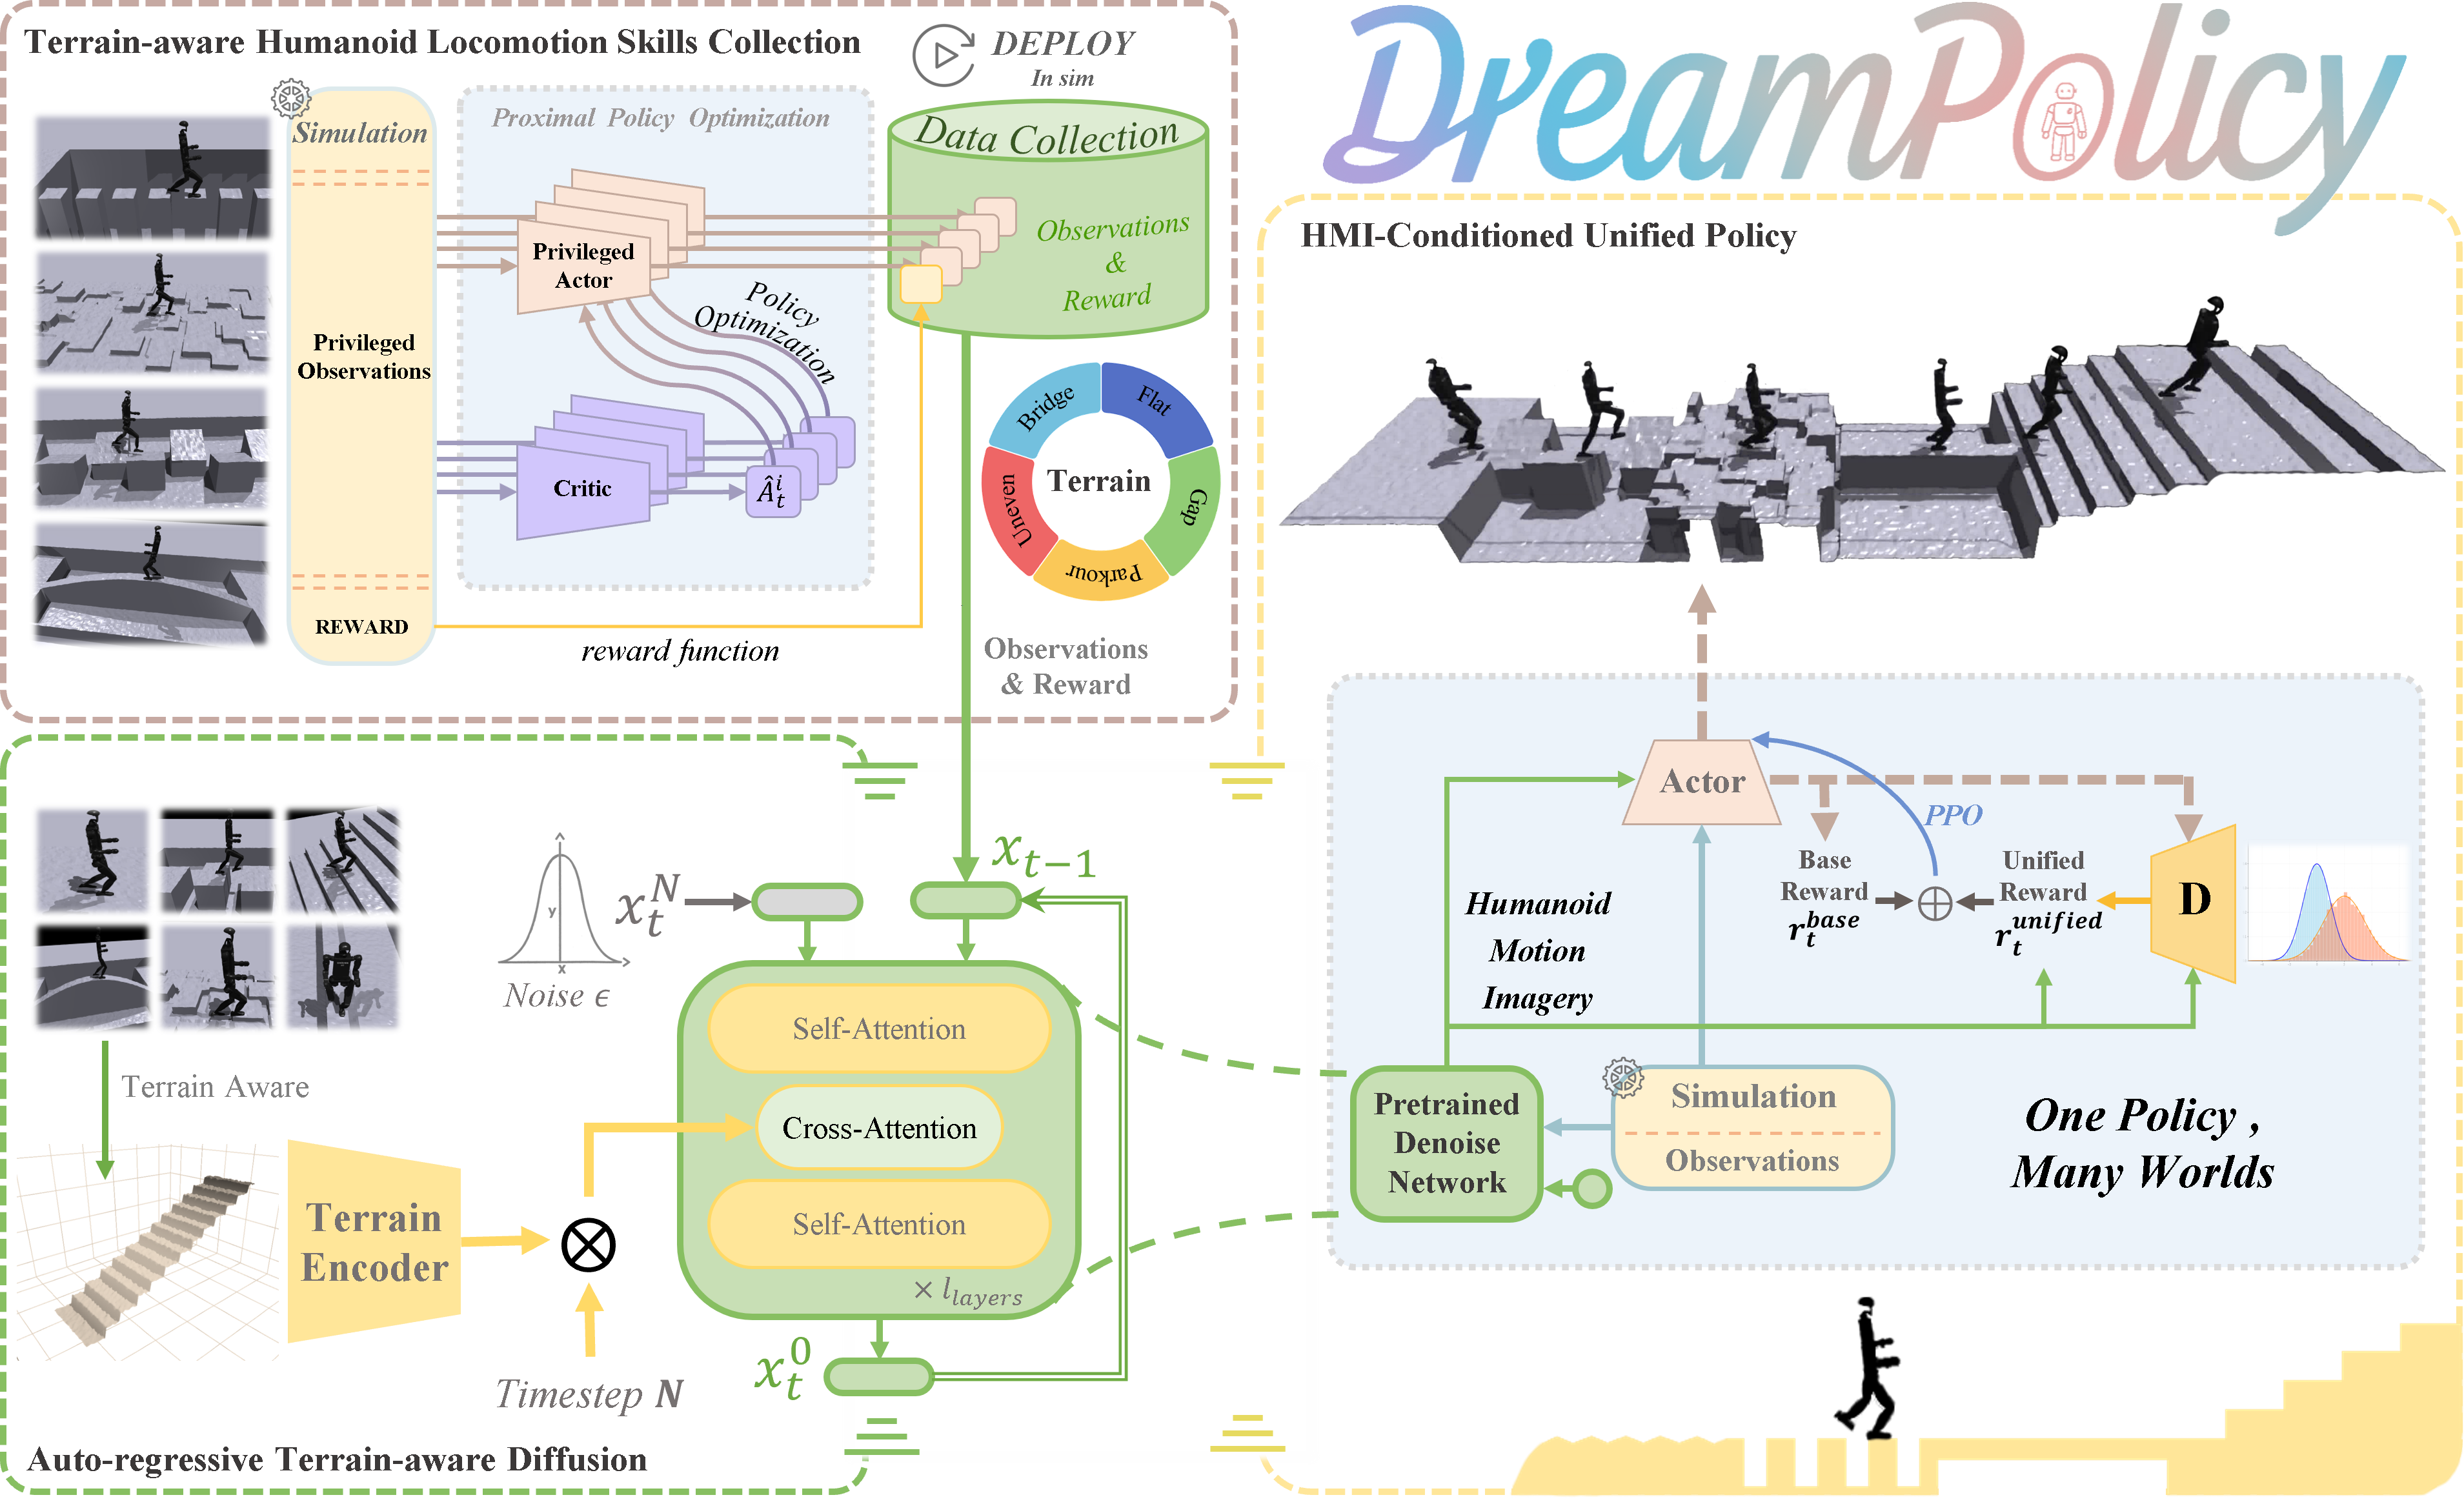 DreamPolicy
Terrain-aware Humanoid Locomotion Skills Collection
DEPLOY
In sim
Simulation
Privileged
Observations
REWARD
Proximal Policy Optimization
Privileged
Actor
Policy
Optimization
Critic
Â_t^i
reward function
Data Collection
Observations
&
Reward
Terrain
Bridge
Flat
Gap
Parkour
Uneven
Observations
& Reward
Terrain Aware
Terrain
Encoder
y
x
Noise ϵ
x_t^N
x_{t−1}
Self-Attention
Cross-Attention
Self-Attention
× l_{layers}
x_t^0
Timestep N
Auto-regressive Terrain-aware Diffusion
HMI-Conditioned Unified Policy
Actor
PPO
Base
Reward
r_t^{base}
Unified
Reward
r_t^{unified}
D
Humanoid
Motion
Imagery
Pretrained
Denoise
Network
Simulation
Observations
One Policy ,
Many Worlds